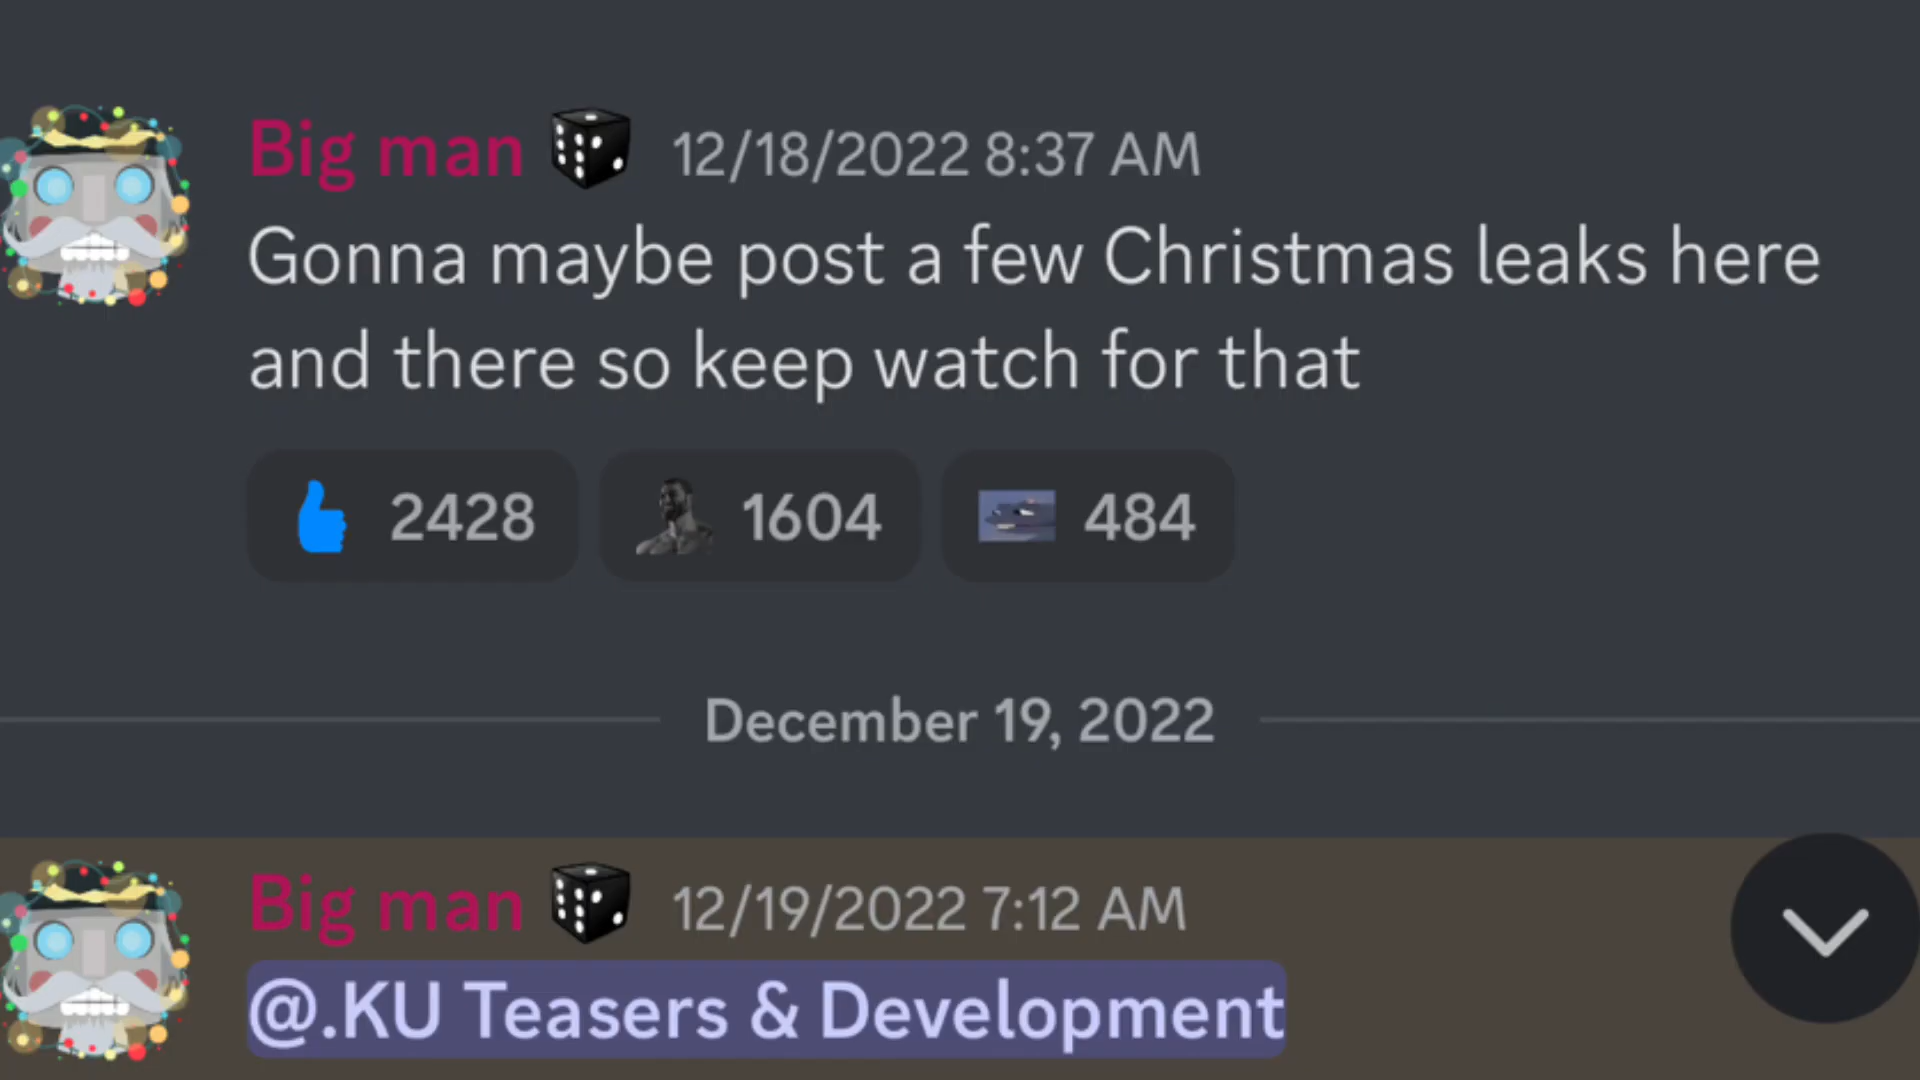 Big man 12/18/2022 8:37 AM
Gonna maybe post a few Christmas leaks here
and there so keep watch for that
2428 1604 484
December 19, 2022
Big man 12/19/2022 7:12 AM
@.KU Teasers & Development